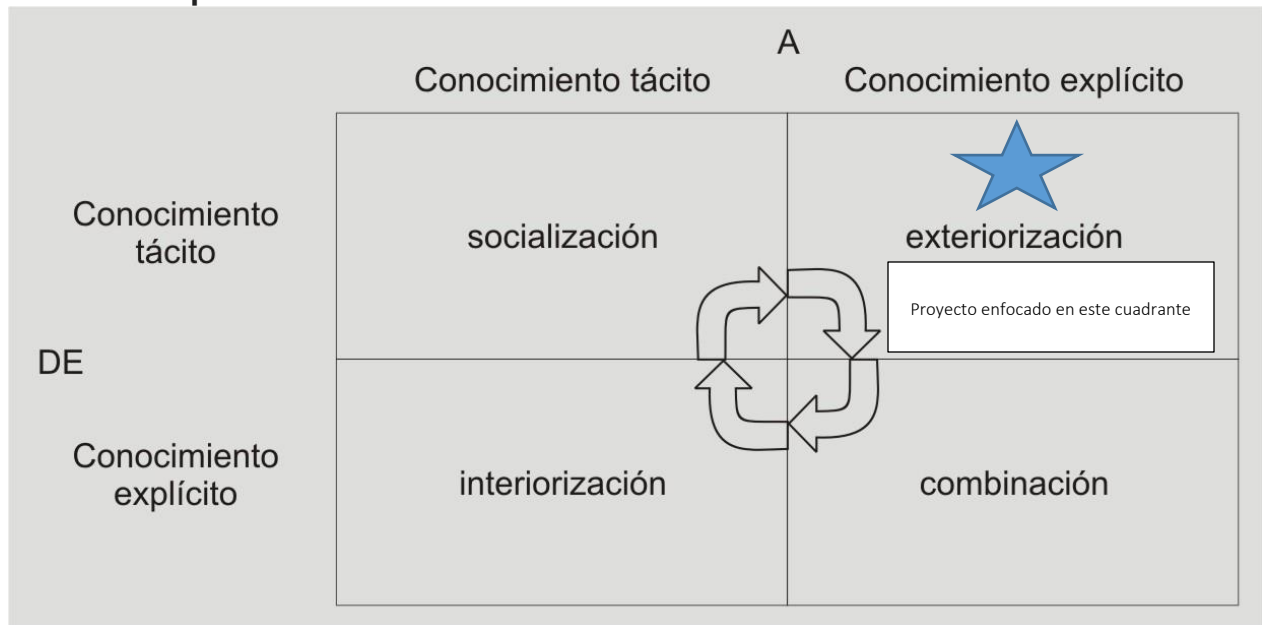 A
Conocimiento tácito
Conocimiento explícito
Conocimiento
tácito
socialización
exteriorización
Proyecto enfocado en este cuadrante
DE
Conocimiento
explícito
interiorización
combinación